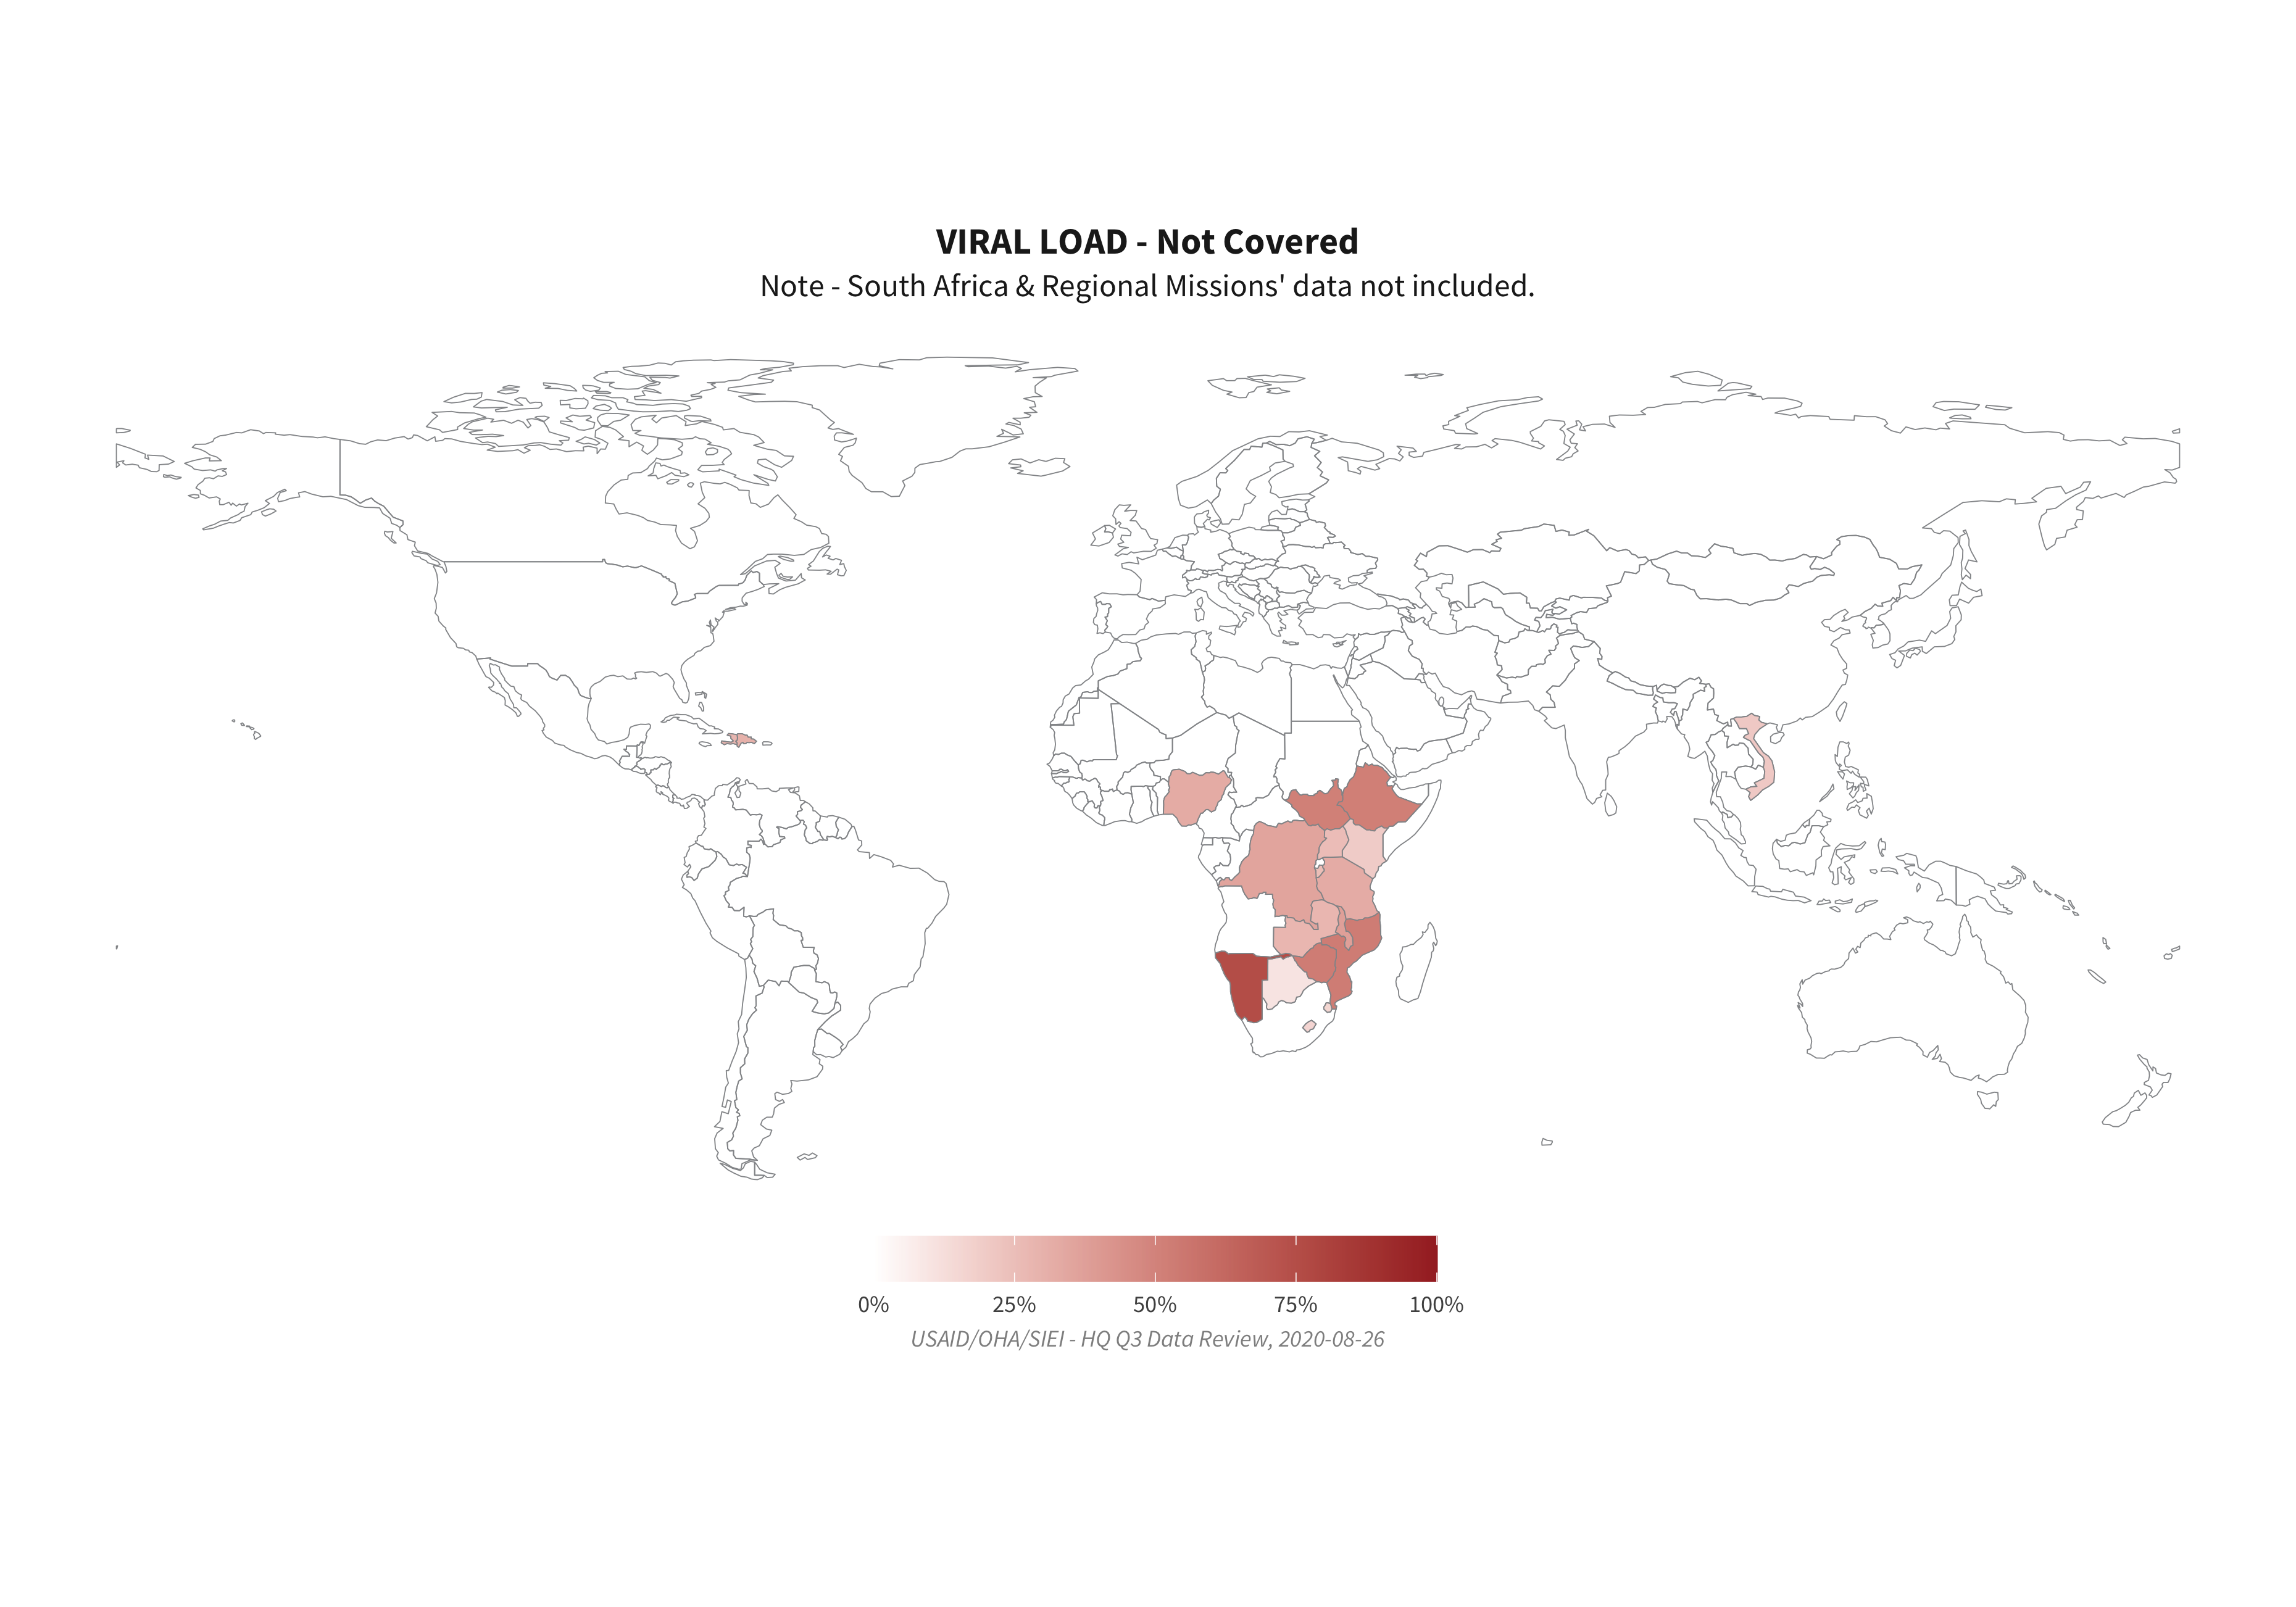 VIRAL LOAD - Not Covered
Note - South Africa & Regional Missions' data not included.
0% 25% 50% 75% 100%
USAID/OHA/SIEI - HQ Q3 Data Review, 2020-08-26